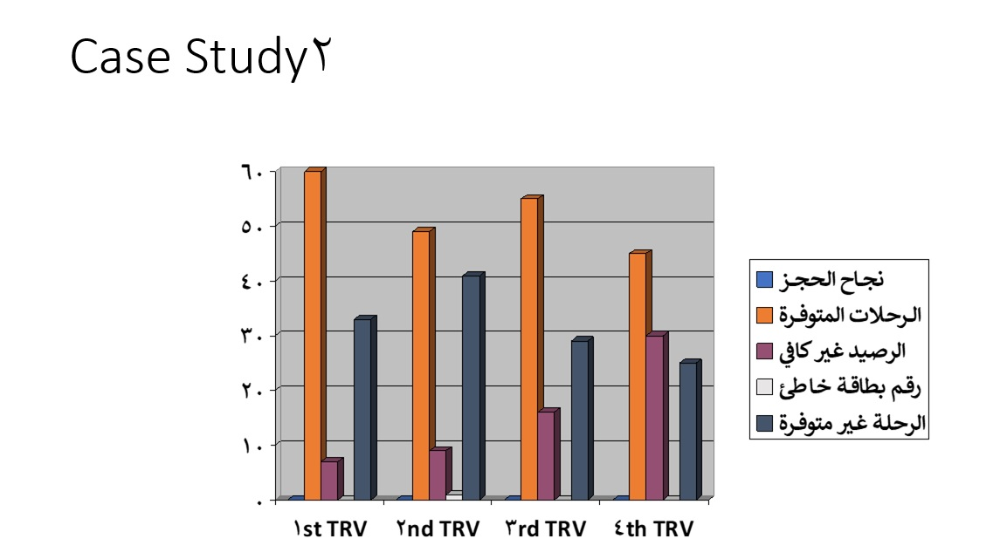 Case Study٢
٦٠
٥٠
٤٠
٣٠
٢٠
١٠
٠
١st TRV
٢nd TRV
٣rd TRV
٤th TRV
نجاح الحجز
الرحلات المتوفرة
الرصيد غير كافي
رقم بطاقة خاطئ
الرحلة غير متوفرة